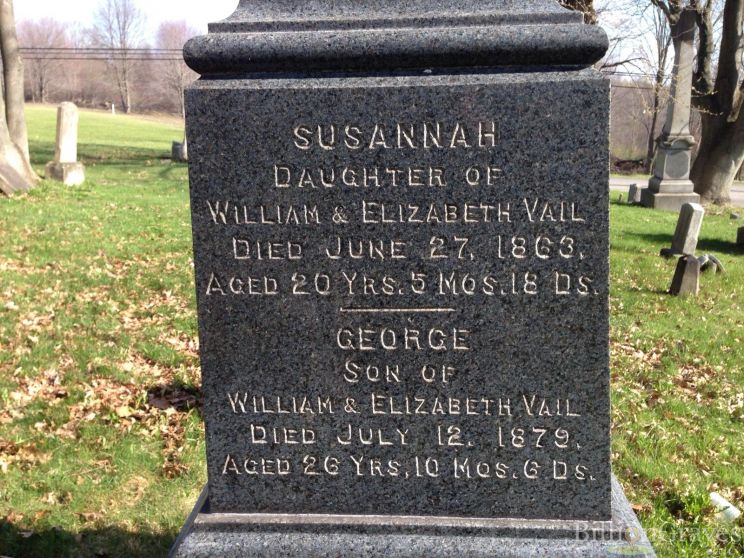 SUSANNAH
DAUGHTER OF
WILLIAM & ELIZABETH VAIL
DIED JUNE 27, 1863,
AGED 20 YRS. 5 MOS. 18 DS.
GEORGE
SON OF
WILLIAM & ELIZABETH VAIL
DIED JULY 12, 1879,
AGED 26 YRS, 10 MOS. 6 DS.
BillionGraves